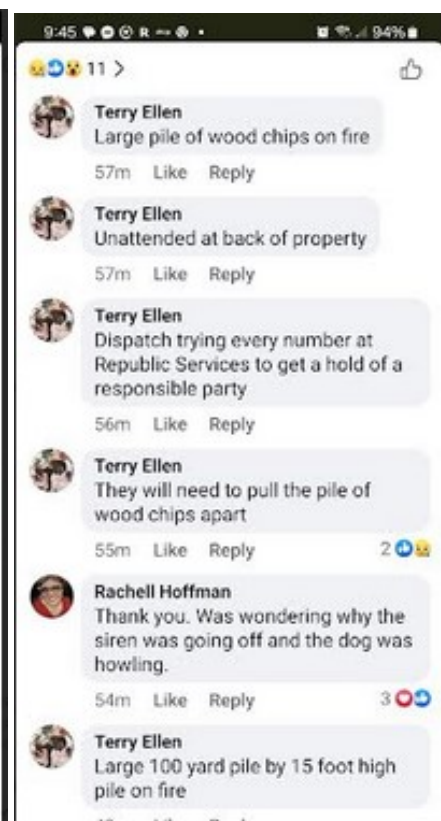 9:45 R
94%
11 >
Terry Ellen
Large pile of wood chips on fire
57m Like Reply
Terry Ellen
Unattended at back of property
57m Like Reply
Terry Ellen
Dispatch trying every number at
Republic Services to get a hold of a
responsible party
56m Like Reply
Terry Ellen
They will need to pull the pile of
wood chips apart
55m Like Reply 2
Rachell Hoffman
Thank you. Was wondering why the
siren was going off and the dog was
howling.
54m Like Reply 3
Terry Ellen
Large 100 yard pile by 15 foot high
pile on fire